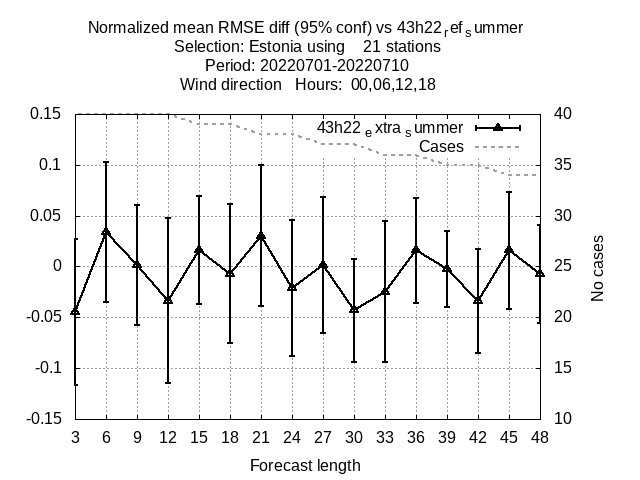 Normalized mean RMSE diff (95% conf) vs 43h22ref summer
Selection: Estonia using    21 stations
Period: 20220701-20220710
Wind direction   Hours:  00,06,12,18
43h22extra summer
Cases
0.15
0.1
0.05
0
-0.05
-0.1
-0.15
40
35
30
25
20
15
10
No cases
3 6 9 12 15 18 21 24 27 30 33 36 39 42 45 48
Forecast length